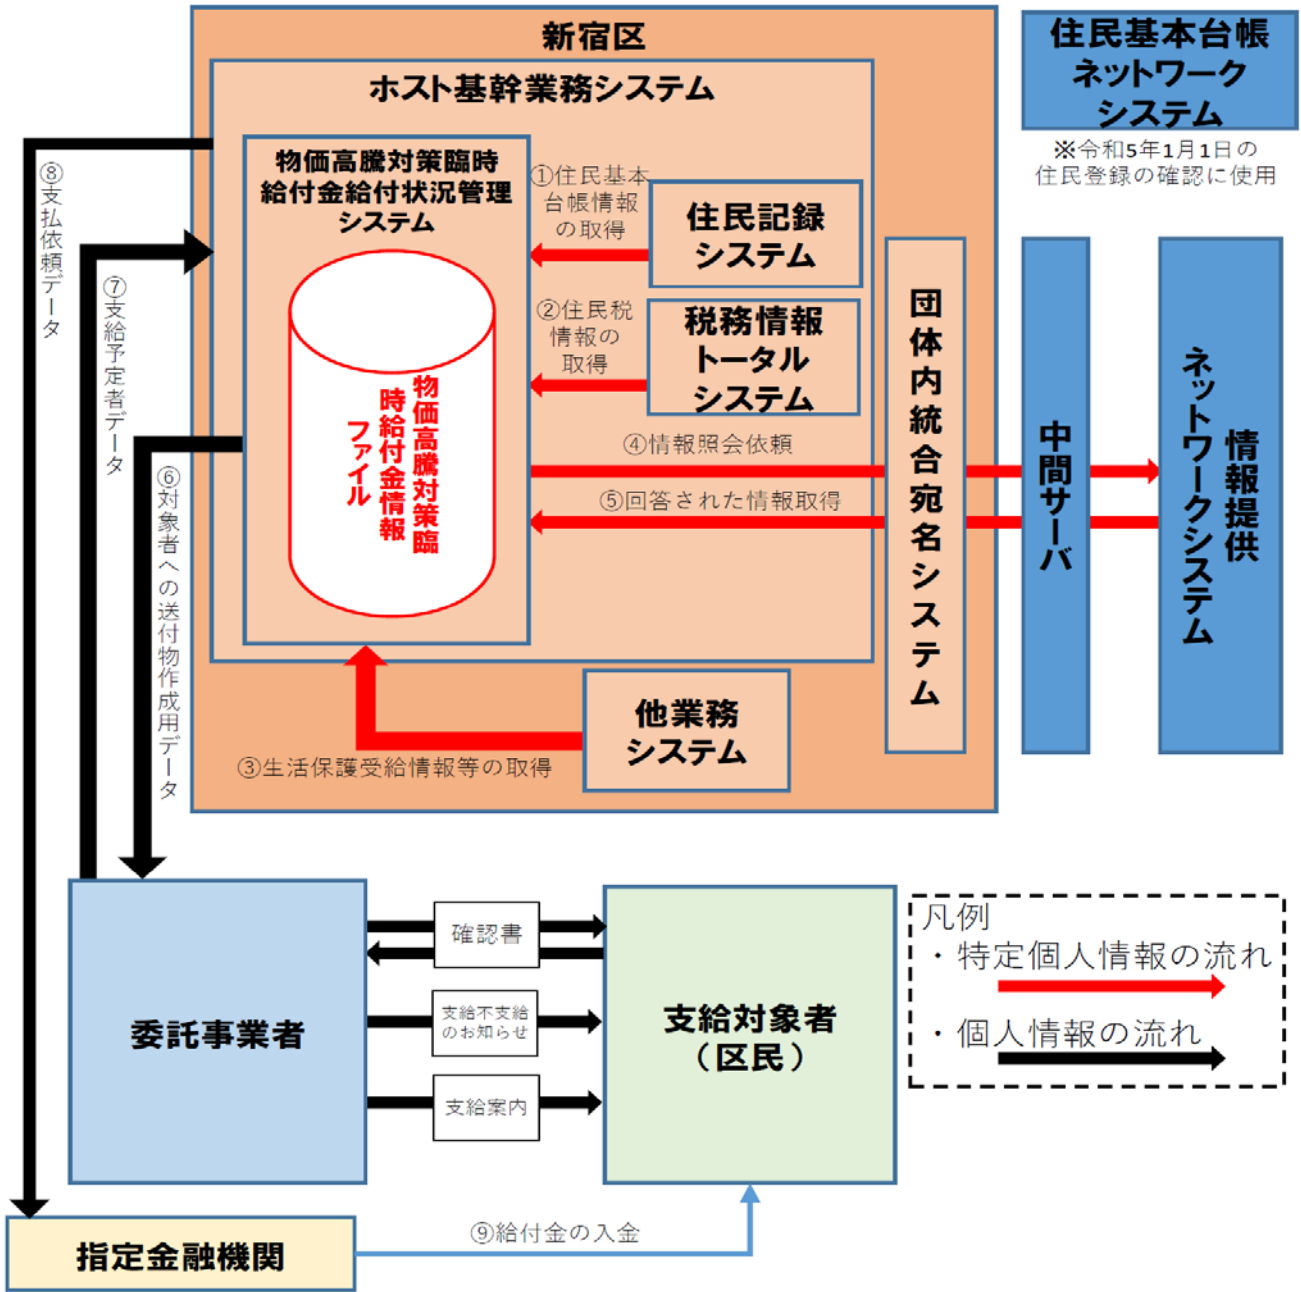 新宿区
ホスト基幹業務システム
物価高騰対策臨時
給付金給付状況管理
システム
物価高騰対策臨
時給付金情報
ファイル
①住民基本
台帳情報
の取得
住民記録
システム
②住民税
情報の
取得
税務情報
トータル
システム
④情報照会依頼
⑤回答された情報取得
③生活保護受給情報等の取得
他業務
システム
団体内統合宛名システム
住民基本台帳
ネットワーク
システム
※令和5年1月1日の
住民登録の確認に使用
中間サーバ
情報提供
ネットワークシステム
⑧支払依頼データ
⑦支給予定者データ
⑥対象者への送付物作成用データ
委託事業者
確認書
支給不支給
のお知らせ
支給案内
支給対象者
（区民）
凡例
・特定個人情報の流れ
・個人情報の流れ
指定金融機関
⑨給付金の入金